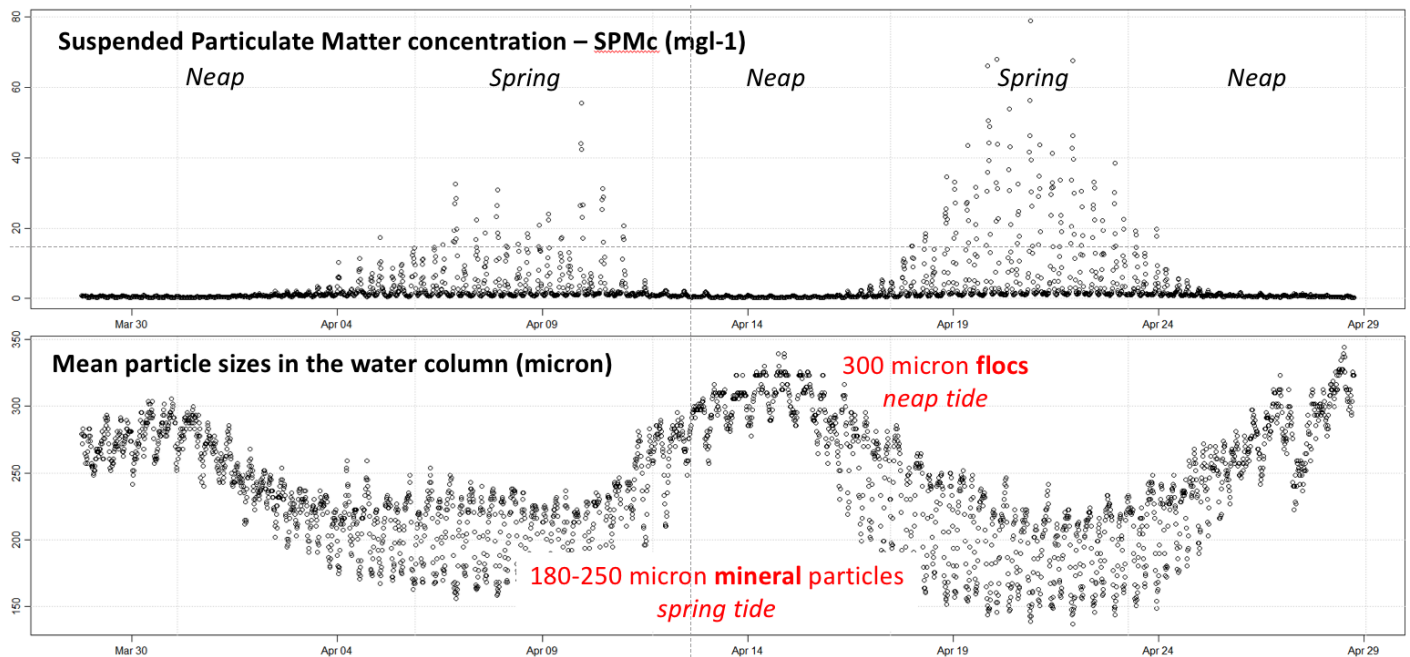 Suspended Particulate Matter concentration – SPMc (mgl-1)
Neap Spring Neap Spring Neap
80
60
40
20
0
Mar 30 Apr 04 Apr 09 Apr 14 Apr 19 Apr 24 Apr 29
Mean particle sizes in the water column (micron)
300 micron flocs
neap tide
350
300
250
200
150
180-250 micron mineral particles
spring tide
Mar 30 Apr 04 Apr 09 Apr 14 Apr 19 Apr 24 Apr 29